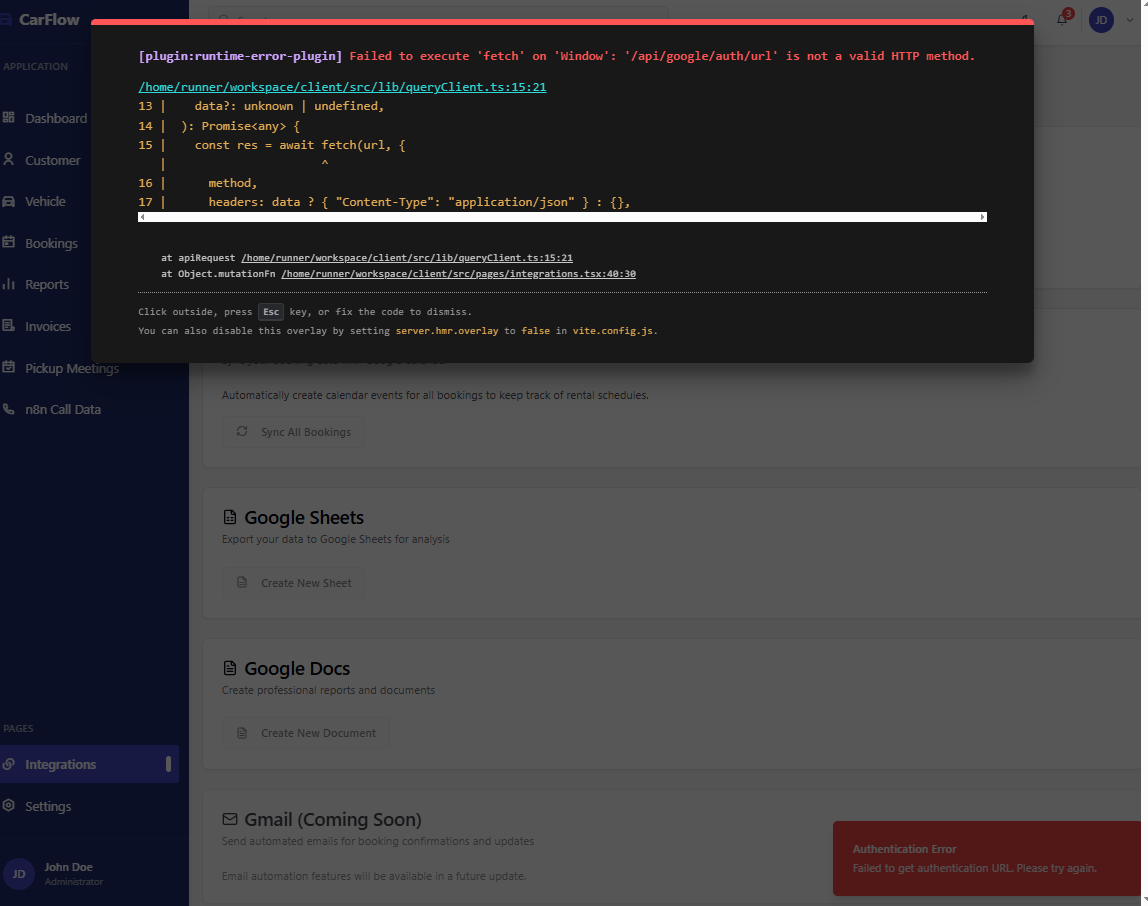 CarFlow
3
JD
APPLICATION
[plugin:runtime-error-plugin] Failed to execute 'fetch' on 'Window': '/api/google/auth/url' is not a valid HTTP method.
/home/runner/workspace/client/src/lib/queryClient.ts:15:21
13 |    data?: unknown | undefined,
14 |  ): Promise<any> {
15 |    const res = await fetch(url, {
   |                      ^
16 |      method,
17 |      headers: data ? { "Content-Type": "application/json" } : {},
at apiRequest /home/runner/workspace/client/src/lib/queryClient.ts:15:21
at Object.mutationFn /home/runner/workspace/client/src/pages/integrations.tsx:40:30
Click outside, press Esc key, or fix the code to dismiss.
You can also disable this overlay by setting server.hmr.overlay to false in vite.config.js.
Dashboard
Customer
Vehicle
Bookings
Reports
Invoices
Pickup Meetings
n8n Call Data
Automatically create calendar events for all bookings to keep track of rental schedules.
Sync All Bookings
Google Sheets
Export your data to Google Sheets for analysis
Create New Sheet
Google Docs
Create professional reports and documents
Create New Document
PAGES
Integrations
Settings
Gmail (Coming Soon)
Send automated emails for booking confirmations and updates
Email automation features will be available in a future update.
JD
John Doe
Administrator
Authentication Error
Failed to get authentication URL. Please try again.